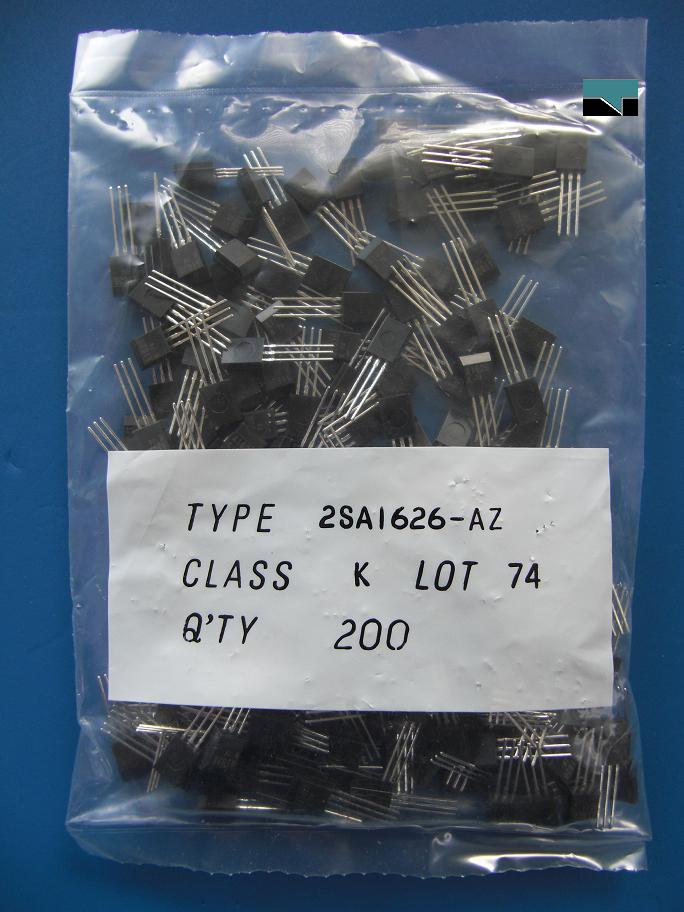 TYPE 2SA1626-AZ
CLASS K LOT 74
Q'TY 200